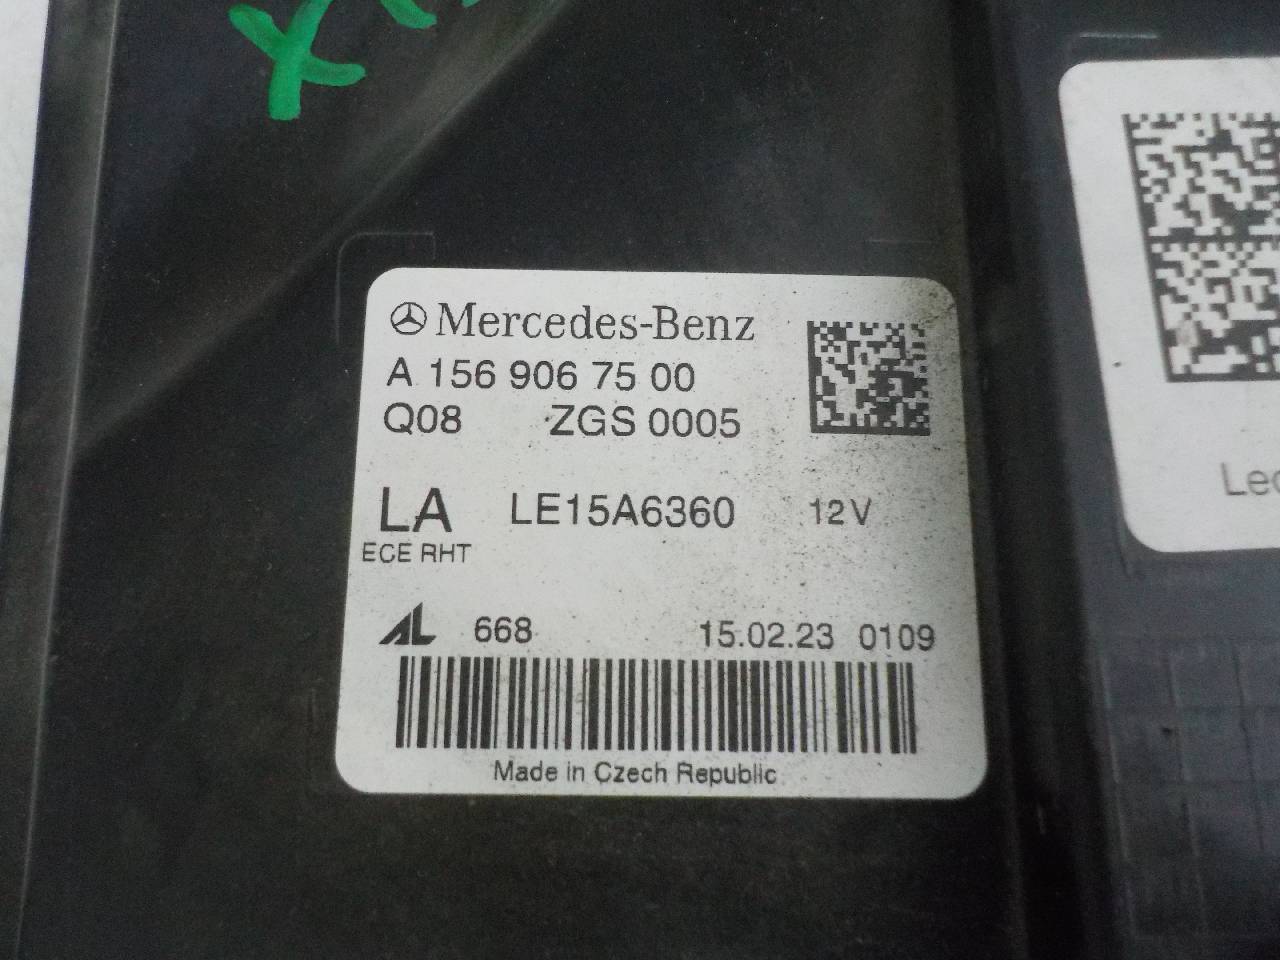 Mercedes-Benz
A 156 906 75 00
Q08 ZGS 0005
LA LE15A6360 12V
ECE RHT
AL 668 15.02.23 0109
Made in Czech Republic